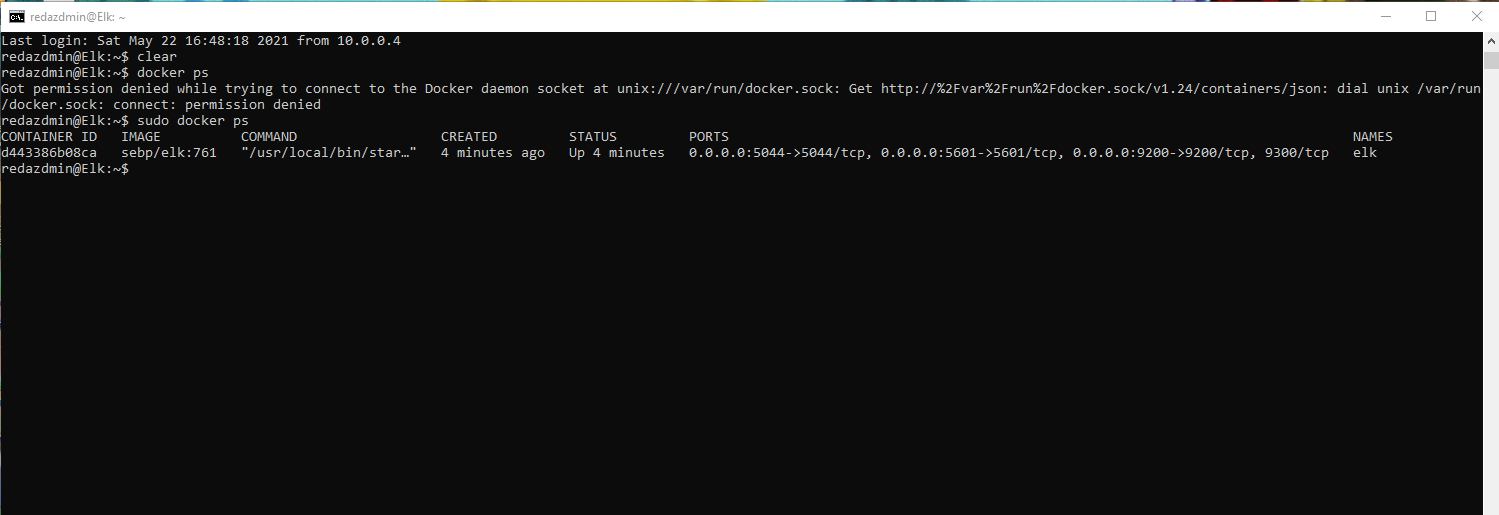 redazdmin@Elk: ~
Last login: Sat May 22 16:48:18 2021 from 10.0.0.4
redazdmin@Elk:~$ clear
redazdmin@Elk:~$ docker ps
Got permission denied while trying to connect to the Docker daemon socket at unix:///var/run/docker.sock: Get http://%2Fvar%2Frun%2Fdocker.sock/v1.24/containers/json: dial unix /var/run
/docker.sock: connect: permission denied
redazdmin@Elk:~$ sudo docker ps
CONTAINER ID   IMAGE          COMMAND                  CREATED         STATUS         PORTS                                                                              NAMES
d443386b08ca   sebp/elk:761   "/usr/local/bin/star…"   4 minutes ago   Up 4 minutes   0.0.0.0:5044->5044/tcp, 0.0.0.0:5601->5601/tcp, 0.0.0.0:9200->9200/tcp, 9300/tcp   elk
redazdmin@Elk:~$